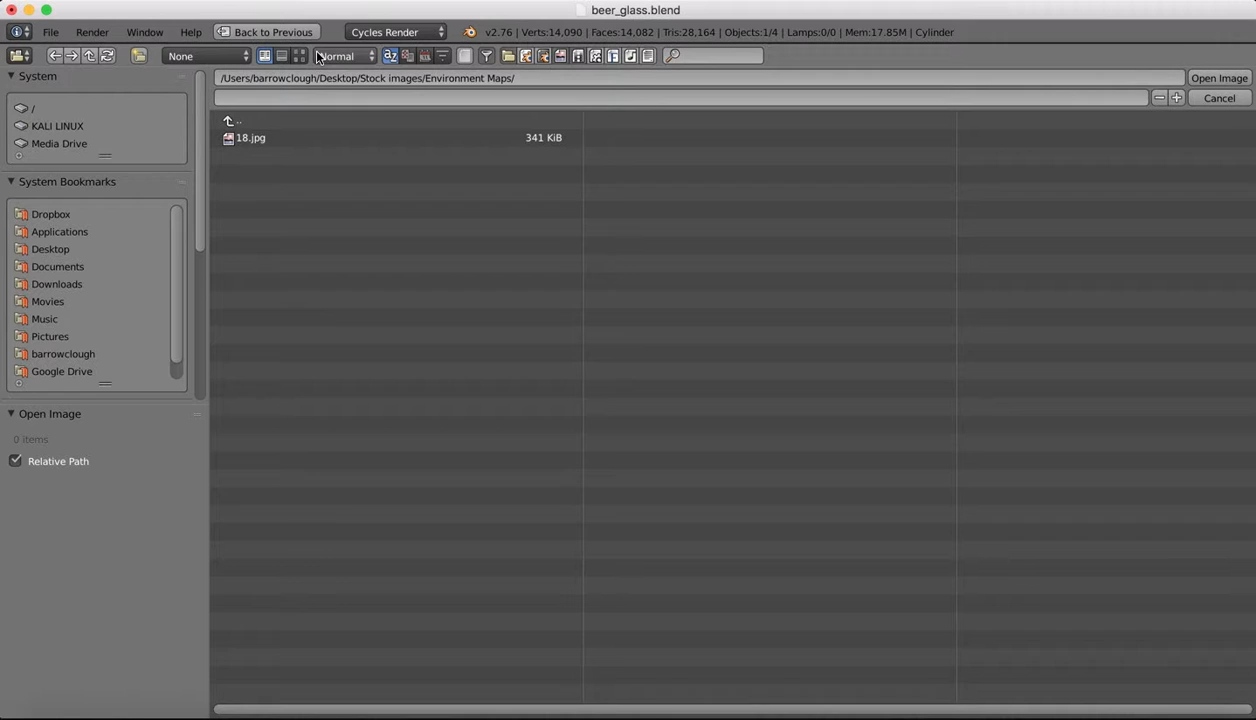 beer_glass.blend
File Render Window Help Back to Previous Cycles Render v2.76 | Verts:14,090 | Faces:14,082 | Tris:28,164 | Objects:1/4 | Lamps:0/0 | Mem:17.85M | Cylinder
None Normal
System
/Users/barrowclough/Desktop/Stock images/Environment Maps/ Open Image
Cancel
/
KALI LINUX
Media Drive
..
18.jpg 341 KiB
System Bookmarks
Dropbox
Applications
Desktop
Documents
Downloads
Movies
Music
Pictures
barrowclough
Google Drive
Open Image
0 items
Relative Path